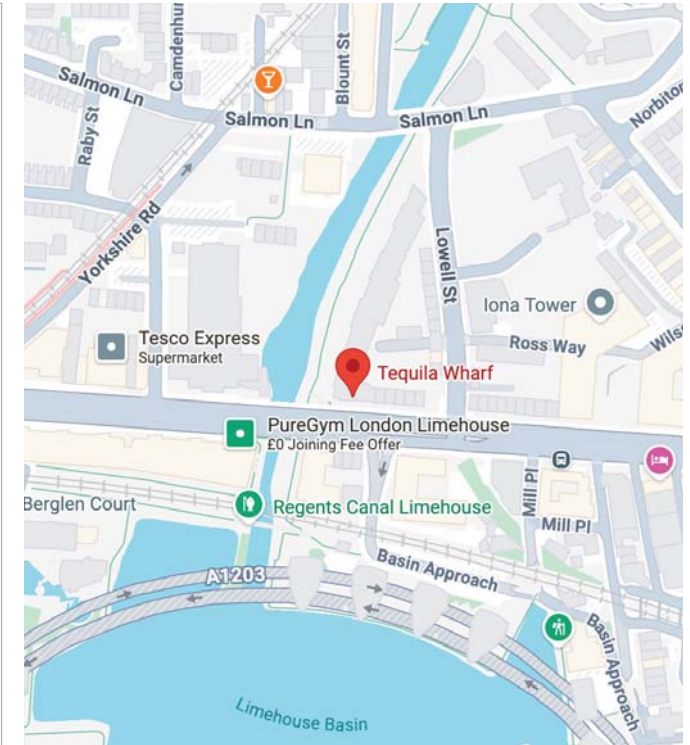 Camdenhur
Blount St
Salmon Ln
Salmon Ln
Salmon Ln
Norbiton
Raby St
Yorkshire Rd
Lowell St
Iona Tower
Tesco Express
Supermarket
Ross Way
Wilso
Tequila Wharf
PureGym London Limehouse
£0 Joining Fee Offer
Mill Pl
Berglen Court
Regents Canal Limehouse
Mill Pl
A1203
Basin Approach
Basin Approach
Limehouse Basin